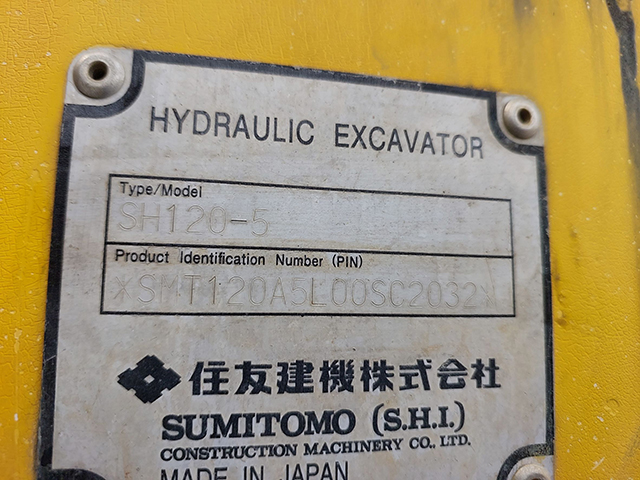 HYDRAULIC EXCAVATOR
Type/Model
SH120-5
Product Identification Number (PIN)
*SMT120A5L00SC2032*
住友建機株式会社
SUMITOMO (S.H.I.)
CONSTRUCTION MACHINERY CO., LTD.
MADE IN JAPAN